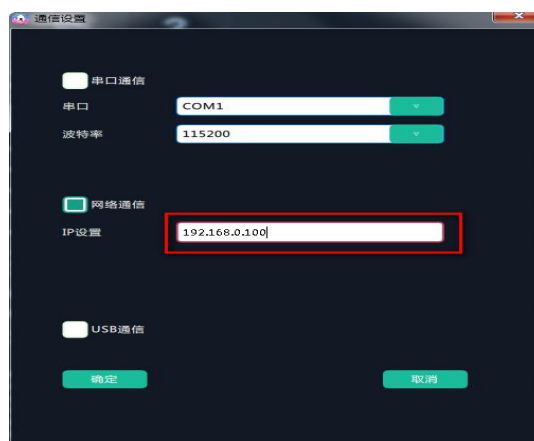 通信设置
串口通信
串口 COM1
波特率 115200
网络通信
IP设置 192.168.0.100
USB通信
确定 取消